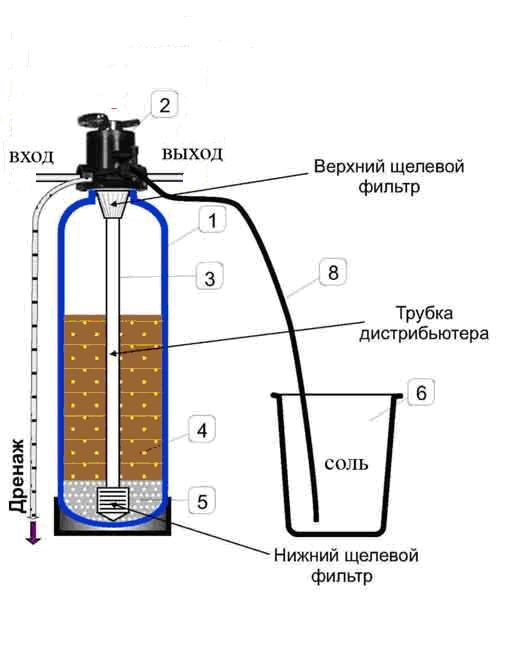 2
вход
выход
Верхний щелевой
фильтр
1
3
8
Трубка
дистрибьютера
6
4
соль
5
Дренаж
Нижний щелевой
фильтр